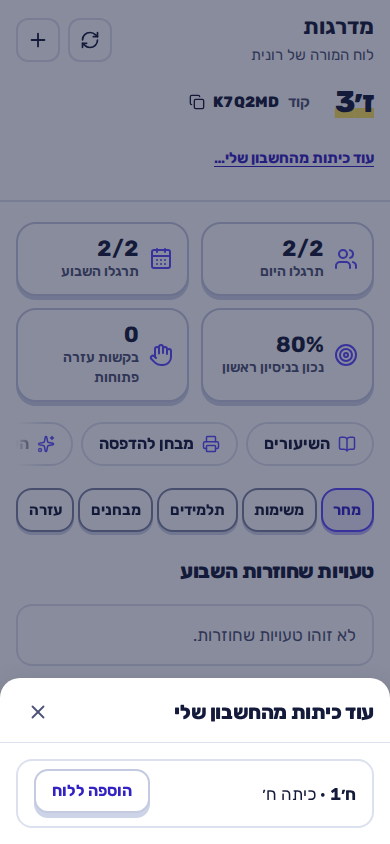 מדרגות
לוח המורה של רונית
ז׳3
קוד K7Q2MD
עוד כיתות מהחשבון שלי…
2/2
תרגלו היום
2/2
תרגלו השבוע
80%
נכון בניסיון ראשון
0
בקשות עזרה
פתוחות
השיעורים
מבחן להדפסה
מחר
משימות
תלמידים
מבחנים
עזרה
טעויות שחוזרות השבוע
לא זוהו טעויות שחוזרות.
עוד כיתות מהחשבון שלי
ח׳1 · כיתה ח׳
הוספה ללוח